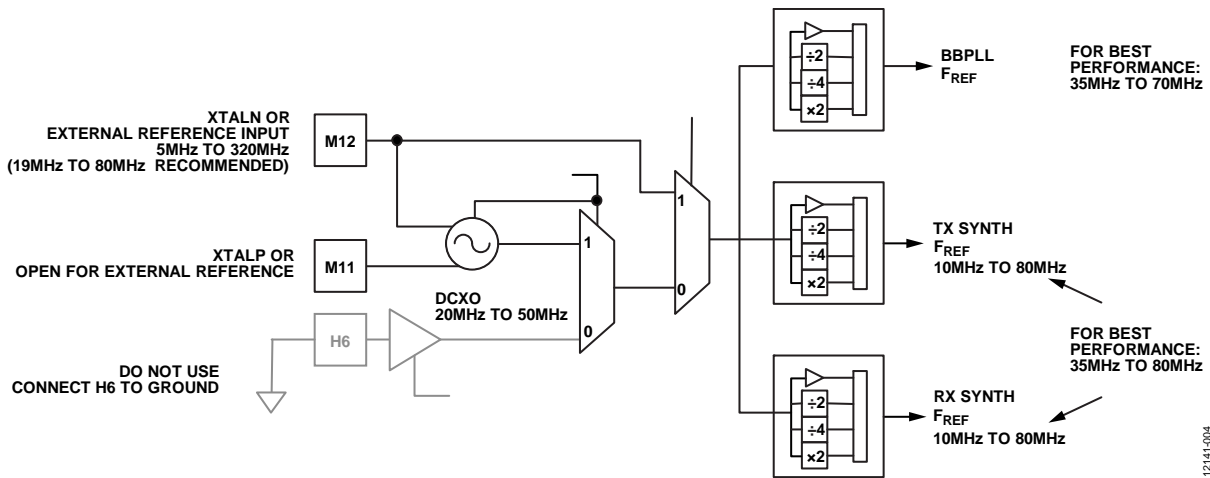 XTALN OR
EXTERNAL REFERENCE INPUT
5MHz TO 320MHz
(19MHz TO 80MHz RECOMMENDED)
M12
XTALP OR
OPEN FOR EXTERNAL REFERENCE
M11
DO NOT USE
CONNECT H6 TO GROUND
H6
DCXO
20MHz TO 50MHz
1
0
1
0
÷2
÷4
×2
BBPLL
FREF
FOR BEST
PERFORMANCE:
35MHz TO 70MHz
÷2
÷4
×2
TX SYNTH
FREF
10MHz TO 80MHz
FOR BEST
PERFORMANCE:
35MHz TO 80MHz
÷2
÷4
×2
RX SYNTH
FREF
10MHz TO 80MHz
12141-004